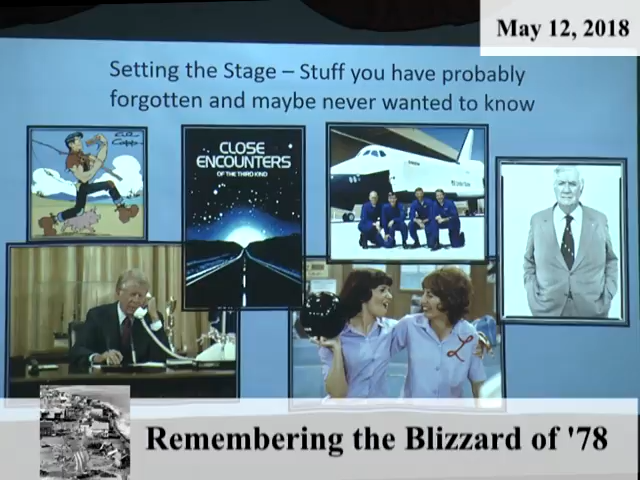 May 12, 2018
Setting the Stage – Stuff you have probably
forgotten and maybe never wanted to know
CLOSE
ENCOUNTERS
OF THE THIRD KIND
L
Remembering the Blizzard of '78